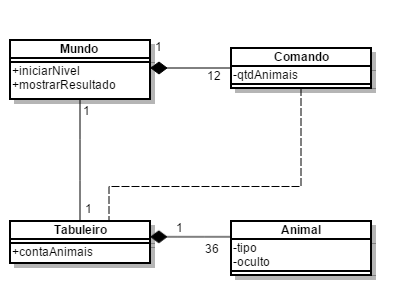 Mundo
+iniciarNivel
+mostrarResultado
1
12
Comando
-qtdAnimais
1
1
Tabuleiro
+contaAnimais
1
36
Animal
-tipo
-oculto